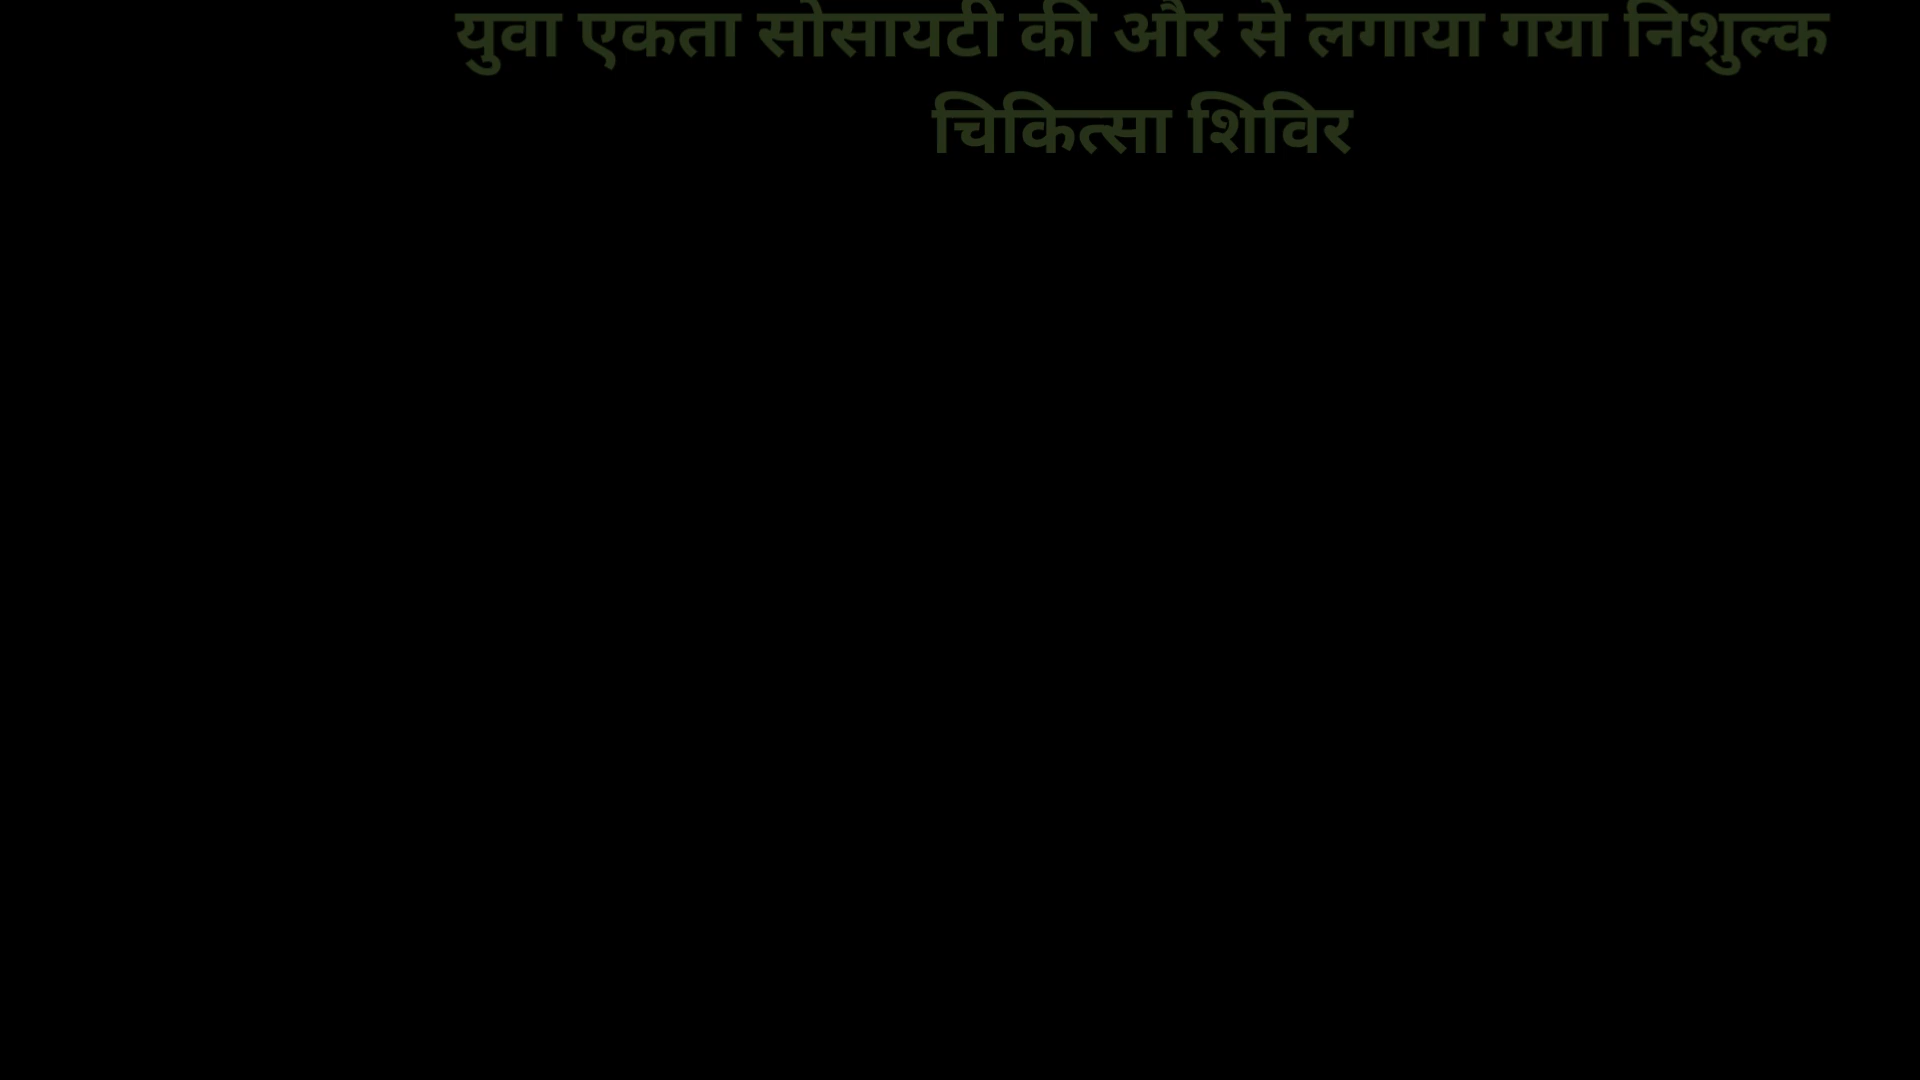 युवा एकता सोसायटी की और से लगाया गया निशुल्क
चिकित्सा शिविर